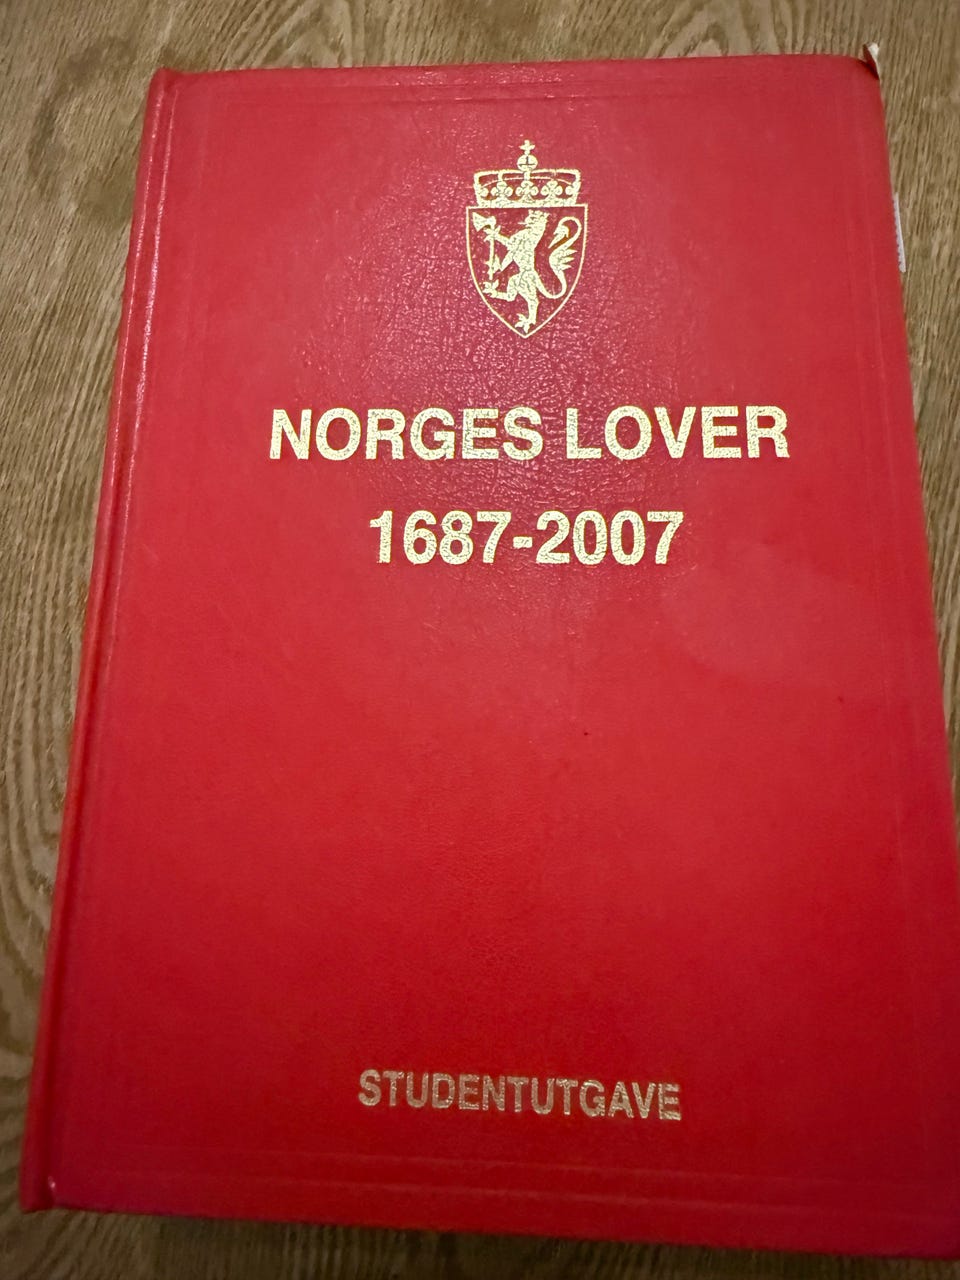 NORGES LOVER
1687-2007
STUDENTUTGAVE